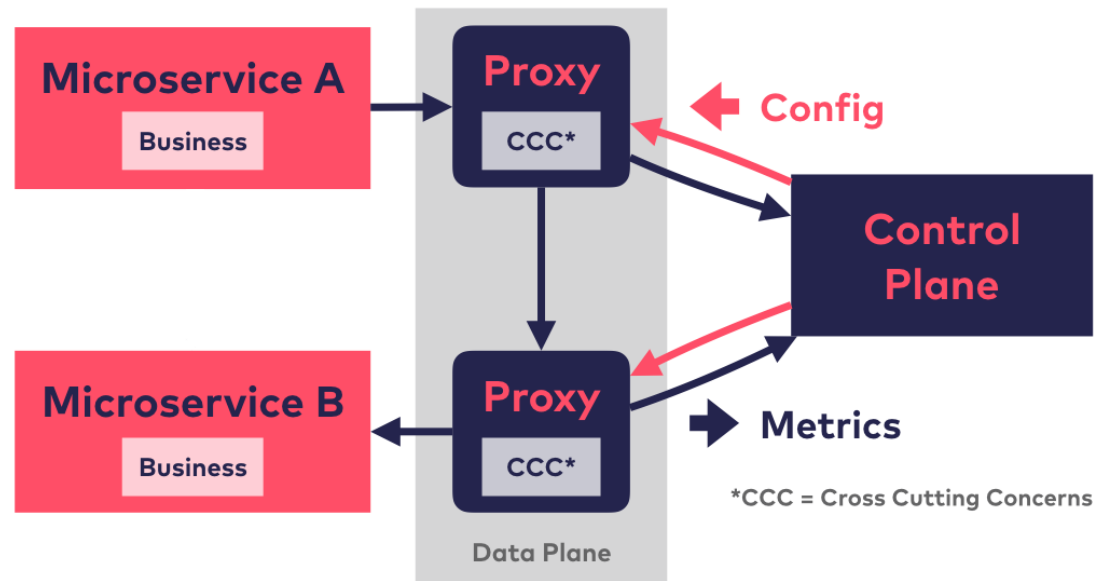 Microservice A
Business
Proxy
CCC*
Config
Control
Plane
Microservice B
Business
Proxy
CCC*
Metrics
*CCC = Cross Cutting Concerns
Data Plane